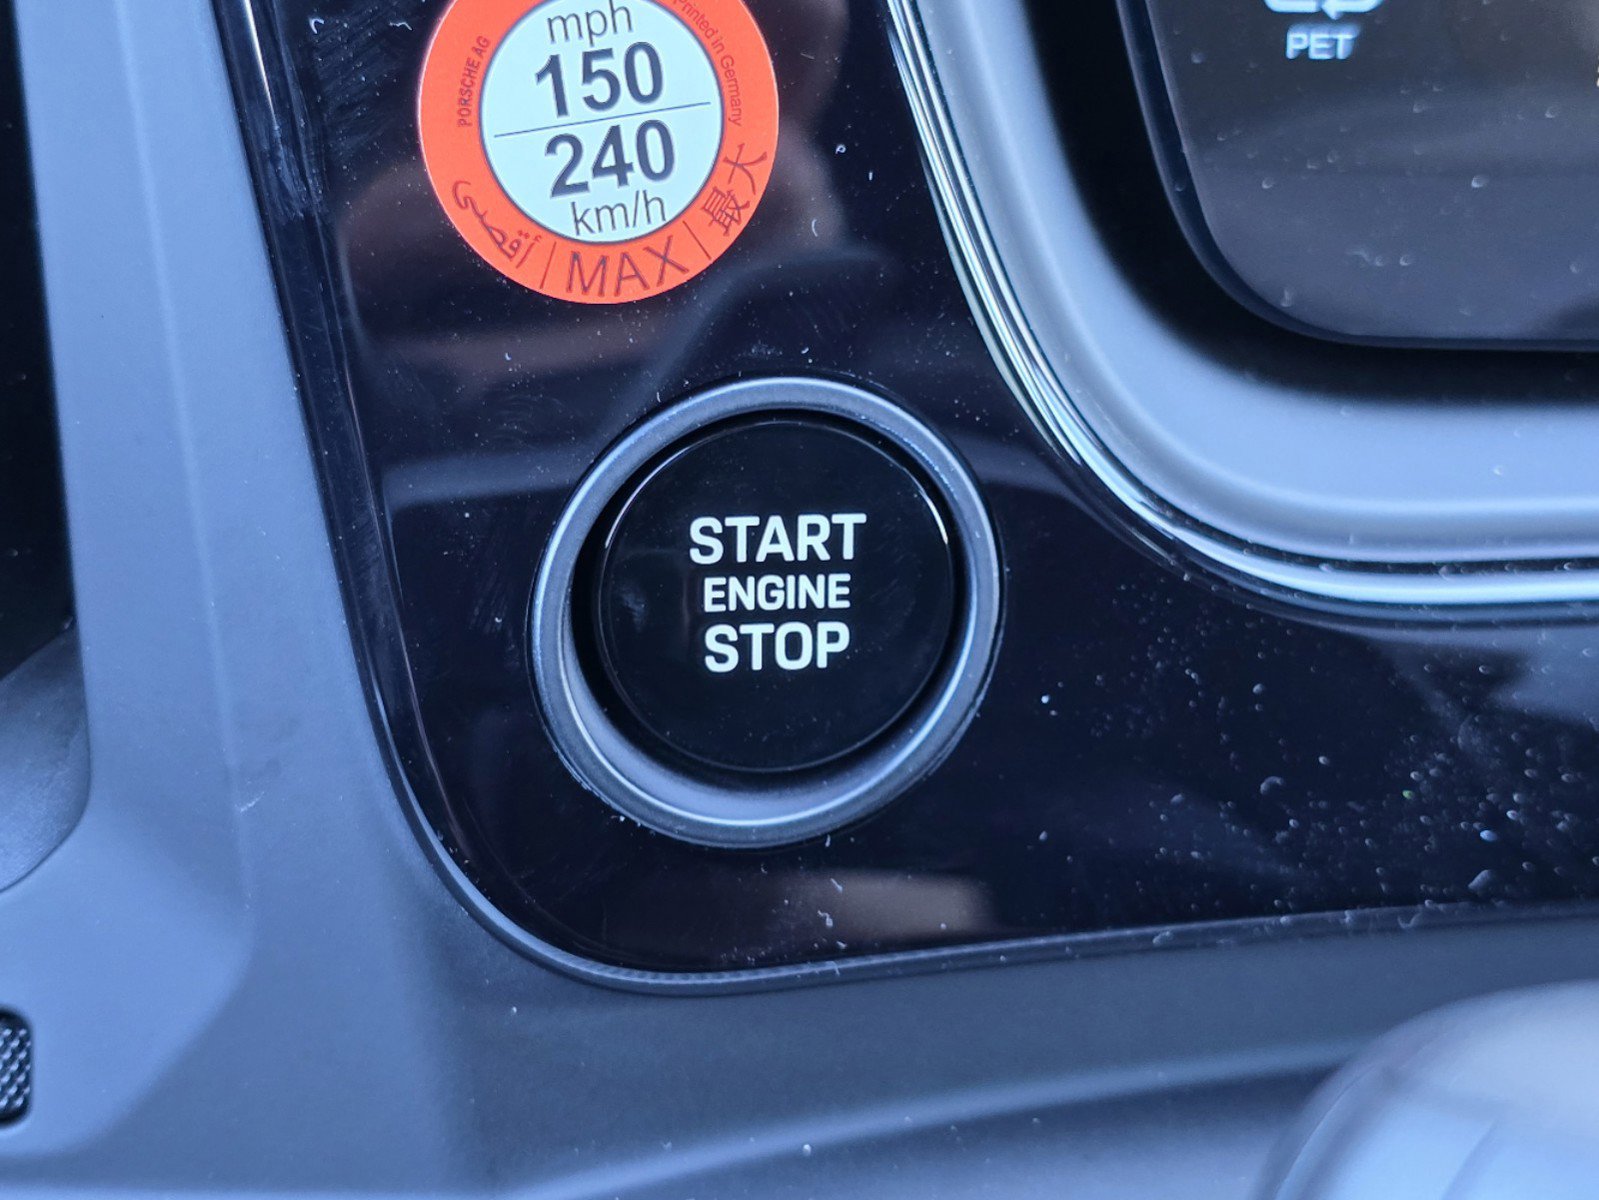 PORSCHE AG
Printed in Germany
mph
150
240
km/h
أقصى | MAX | 最大
PET
START
ENGINE
STOP